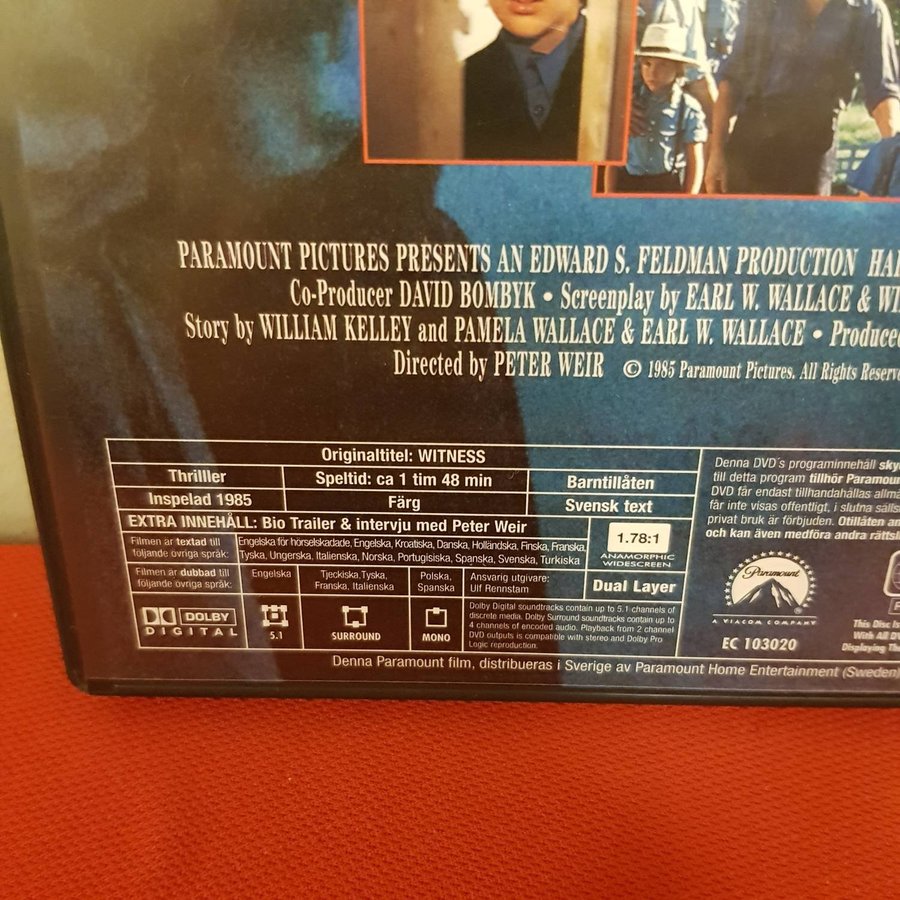 PARAMOUNT PICTURES PRESENTS AN EDWARD S. FELDMAN PRODUCTION
Co-Producer DAVID BOMBYK • Screenplay by EARL W. WALLACE &
Story by WILLIAM KELLEY and PAMELA WALLACE & EARL W. WALLACE • Produced
Directed by PETER WEIR © 1985 Paramount Pictures. All Rights Reserve
Originaltitel: WITNESS
Thrilller
Speltid: ca 1 tim 48 min
Barntillåten
Inspelad 1985
Färg
Svensk text
EXTRA INNEHÅLL: Bio Trailer & intervju med Peter Weir
1.78:1
ANAMORPHIC
WIDESCREEN
Filmen är textad till
följande övriga språk:
Engelska för hörselskadade, Engelska, Kroatiska, Danska, Holländska, Finska, Franska,
Tyska, Ungerska, Italienska, Norska, Portugisiska, Spanska, Svenska, Turkiska
Filmen är dubbad till
följande övriga språk:
Engelska
Tjeckiska,Tyska,
Franska, Italienska
Polska,
Spanska
Ansvarig utgivare:
Ulf Rennstam
Dual Layer
DOLBY
DIGITAL
5.1
SURROUND
MONO
Dolby Digital soundtracks contain up to 5.1 channels of
discrete media. Dolby Surround soundtracks contain up to
4 channels of encoded audio. Playback from 2 channel
DVD outputs is compatible with stereo and Dolby Pro
Logic reproduction.
Denna DVD´s programinnehåll sky
till detta program tillhör Paramoun
DVD får endast tillhandahållas allmä
får inte visas offentligt, i slutna sälls
privat bruk är förbjuden. Otillåten an
och kan även medföra andra rättsl
Paramount
A VIACOM COMPANY
EC 103020
This Disc Is
With All DV
Displaying Th
Denna Paramount film, distribueras i Sverige av Paramount Home Entertainment (Sweden)